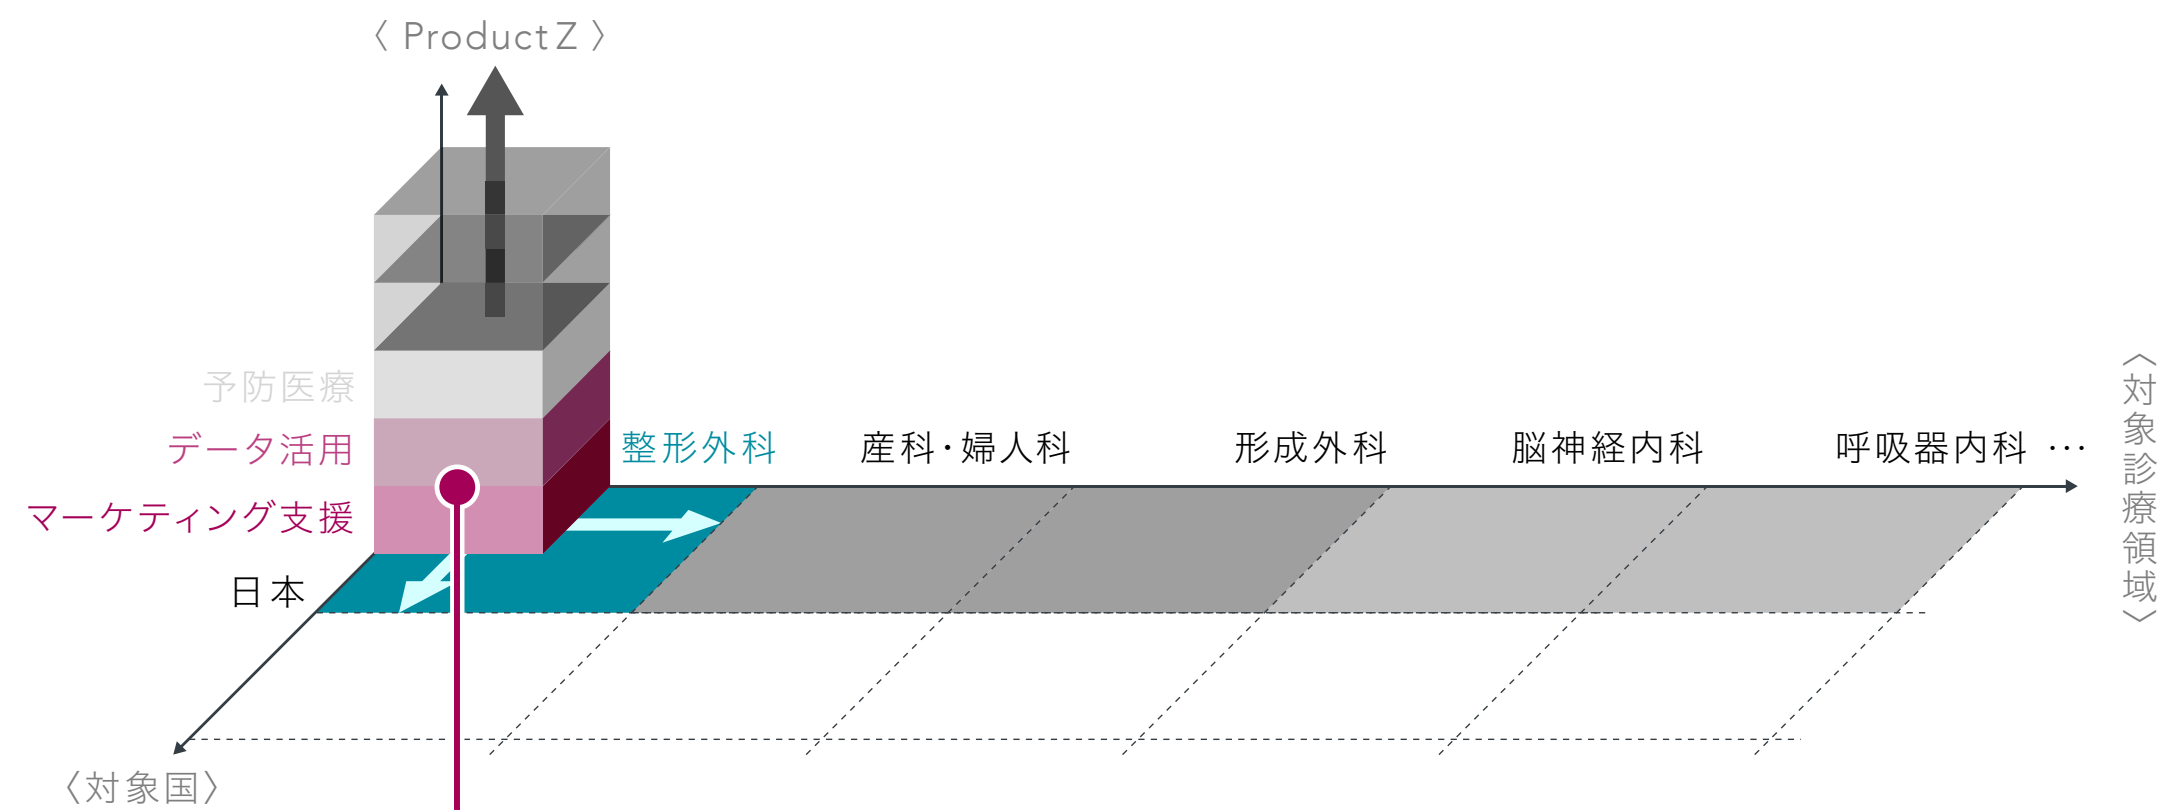 〈 Product Z 〉
予防医療
データ活用
マーケティング支援
日本
整形外科
産科・婦人科
形成外科
脳神経内科
呼吸器内科 …
〈対象診療領域〉
〈対象国〉